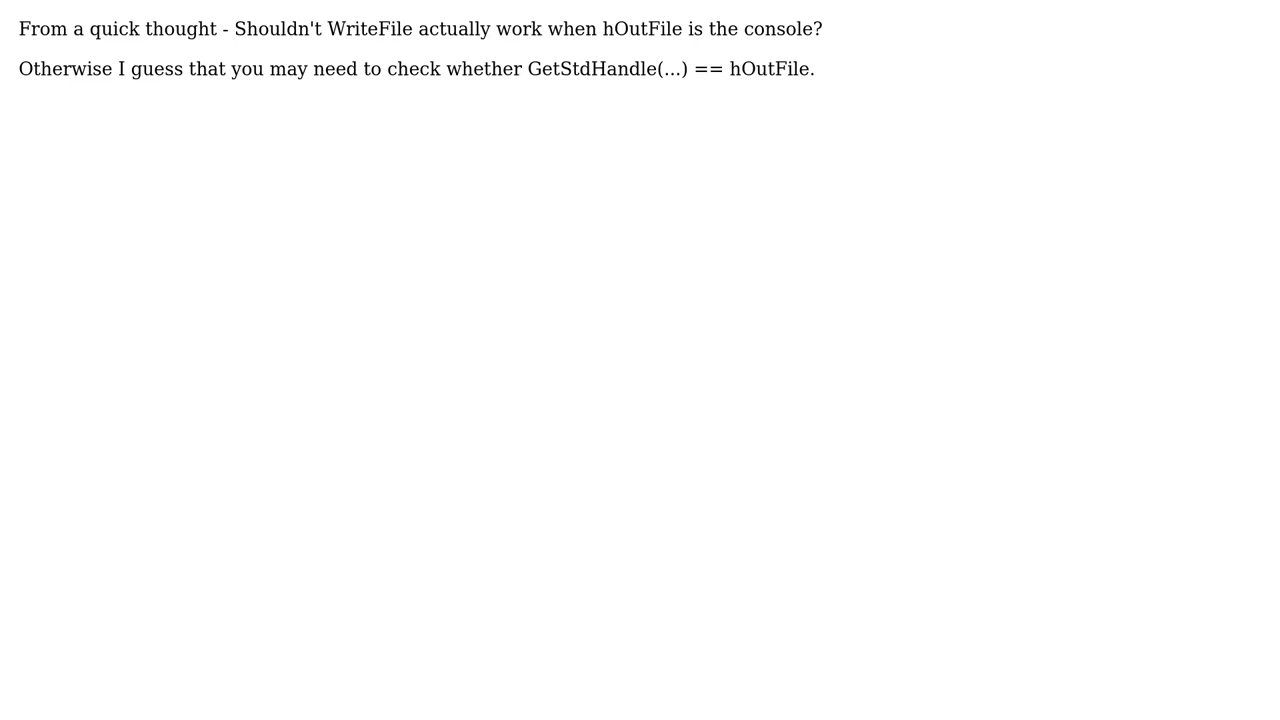 From a quick thought - Shouldn't WriteFile actually work when hOutFile is the console?
Otherwise I guess that you may need to check whether GetStdHandle(...) == hOutFile.